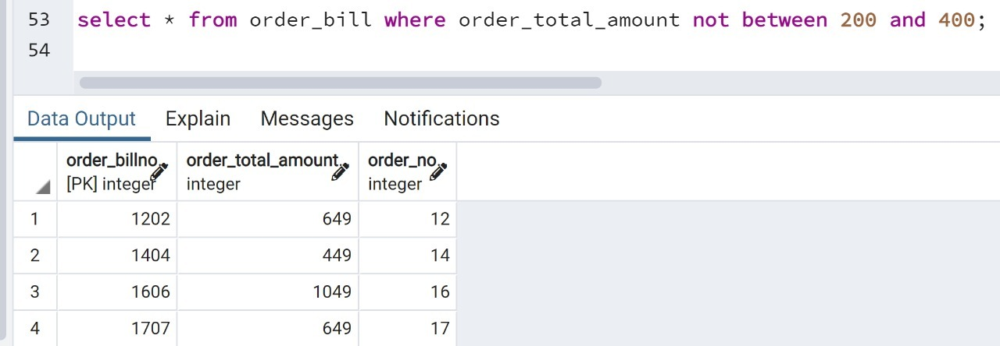 53 select * from order_bill where order_total_amount not between 200 and 400;
54
Data Output Explain Messages Notifications
order_billno order_total_amount order_no
[PK] integer integer integer
1 1202 649 12
2 1404 449 14
3 1606 1049 16
4 1707 649 17